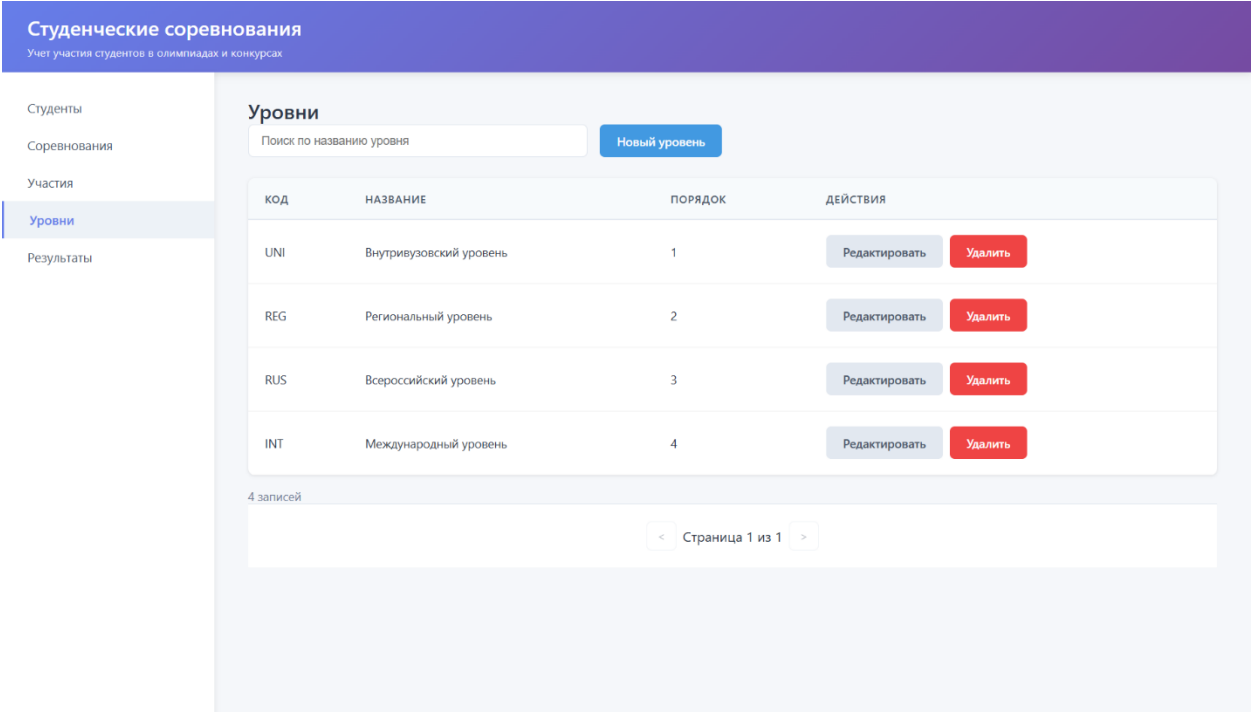 Студенческие соревнования
Учет участия студентов в олимпиадах и конкурсах
Студенты
Соревнования
Участия
Уровни
Результаты
Уровни
Поиск по названию уровня Новый уровень
КОД НАЗВАНИЕ ПОРЯДОК ДЕЙСТВИЯ
UNI Внутривузовский уровень 1 Редактировать Удалить
REG Региональный уровень 2 Редактировать Удалить
RUS Всероссийский уровень 3 Редактировать Удалить
INT Международный уровень 4 Редактировать Удалить
4 записей
< Страница 1 из 1 >